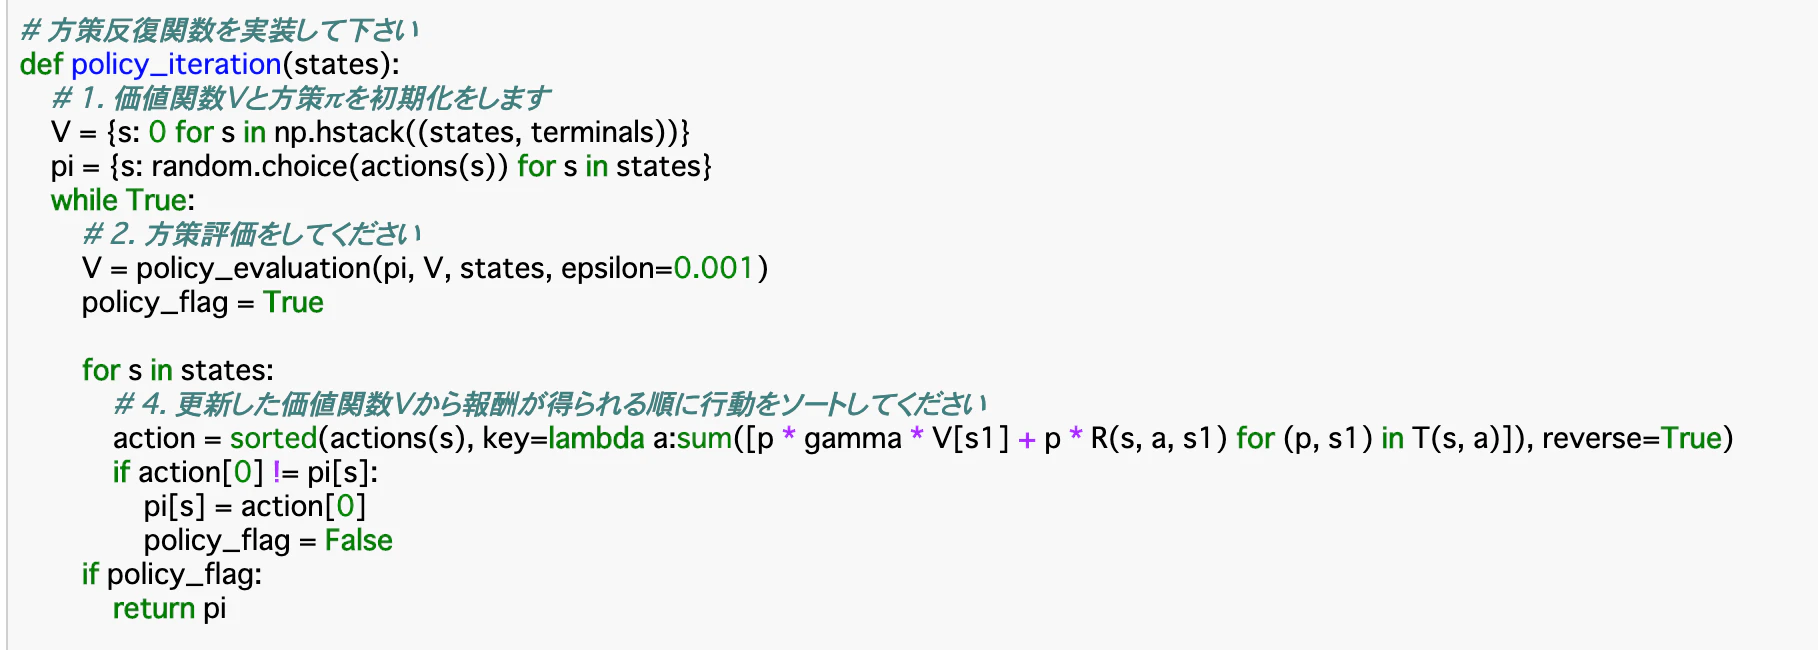 # 方策反復関数を実装して下さい
def policy_iteration(states):
# 1. 価値関数Vと方策πを初期化をします
V = {s: 0 for s in np.hstack((states, terminals))}
pi = {s: random.choice(actions(s)) for s in states}
while True:
# 2. 方策評価をしてください
V = policy_evaluation(pi, V, states, epsilon=0.001)
policy_flag = True
for s in states:
# 4. 更新した価値関数Vから報酬が得られる順に行動をソートしてください
action = sorted(actions(s), key=lambda a:sum([p * gamma * V[s1] + p * R(s, a, s1) for (p, s1) in T(s, a)]), reverse=True)
if action[0] != pi[s]:
pi[s] = action[0]
policy_flag = False
if policy_flag:
return pi